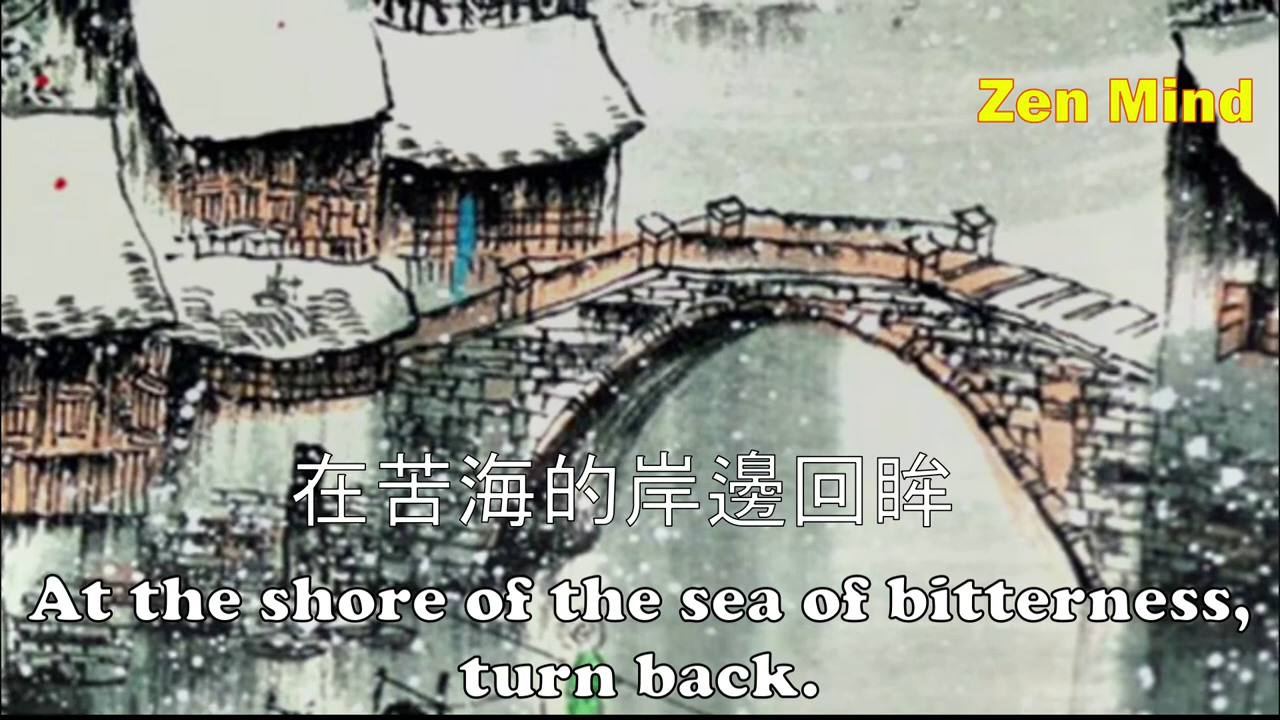 Zen Mind
在苦海的岸邊回眸
At the shore of the sea of bitterness,
turn back.